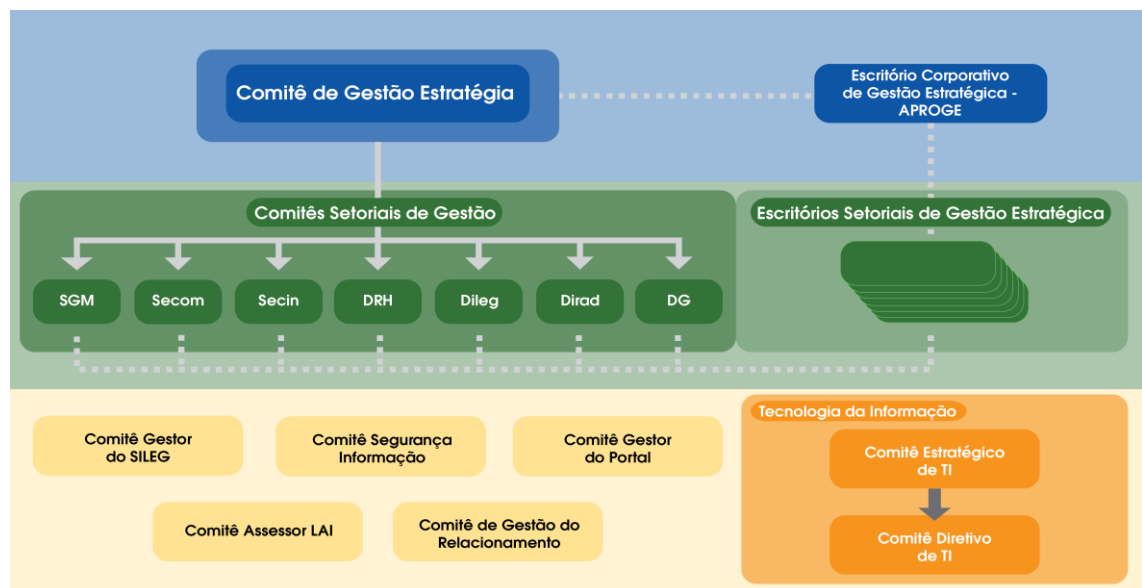 Comitê de Gestão Estratégia
Escritório Corporativo
de Gestão Estratégica -
APROGE
Comitês Setoriais de Gestão
Escritórios Setoriais de Gestão Estratégica
SGM
Secom
Secin
DRH
Dileg
Dirad
DG
Comitê Gestor
do SILEG
Comitê Segurança
Informação
Comitê Gestor
do Portal
Comitê Assessor LAI
Comitê de Gestão do
Relacionamento
Tecnologia da Informação
Comitê Estratégico
de TI
Comitê Diretivo
de TI